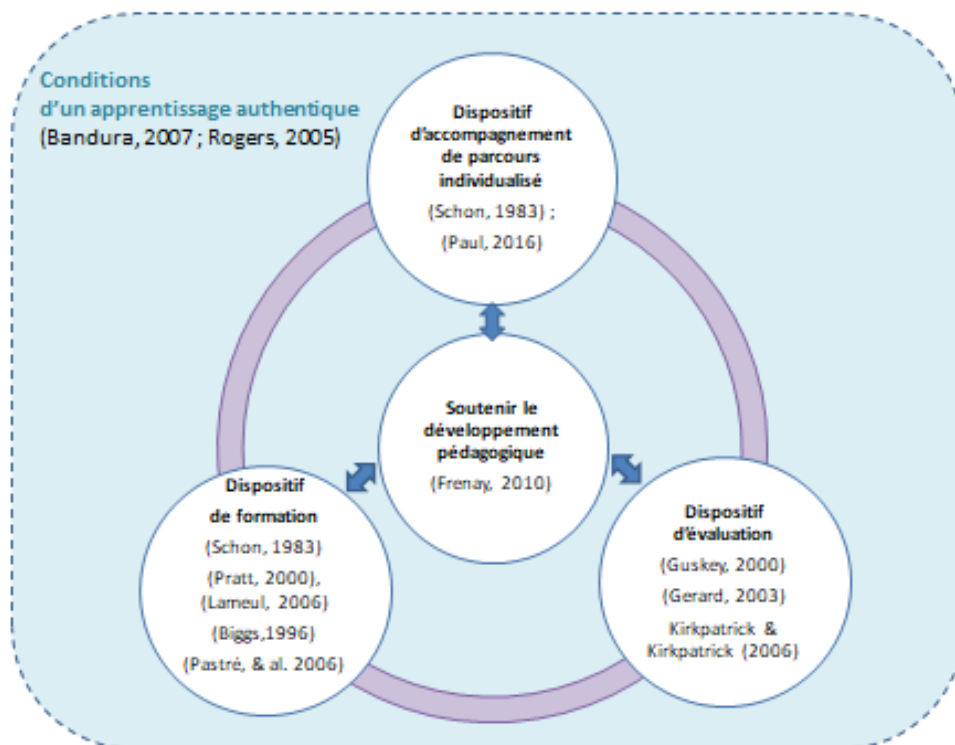 Conditions
d'un apprentissage authentique
(Bandura, 2007 ; Rogers, 2005)
Dispositif
d'accompagnement
de parcours
individualisé
(Schon, 1983) ;
(Paul, 2016)
Soutenir le
développement
pédagogique
(Frenay, 2010)
Dispositif
de formation
(Schon, 1983)
(Pratt, 2000),
(Lameul, 2006)
(Biggs,1996)
(Pastré, & al. 2006)
Dispositif
d'évaluation
(Guskey, 2000)
(Gerard, 2003)
Kirkpatrick &
Kirkpatrick (2006)